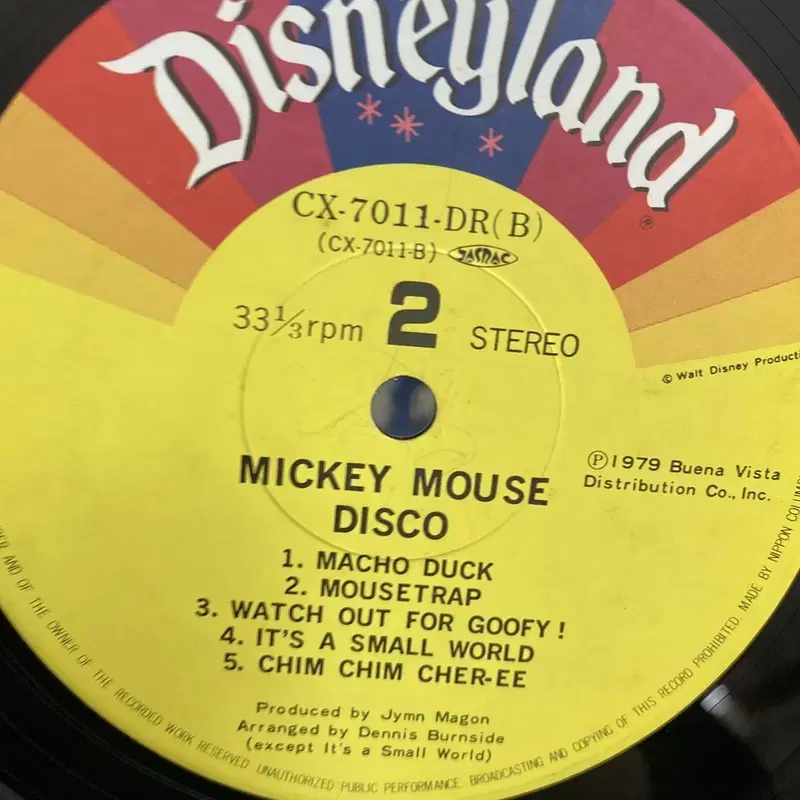 Disneyland
®
CX-7011-DR(B)
(CX-7011-B) JASRAC
33⅓rpm 2 STEREO
© Walt Disney Producti
MICKEY MOUSE
DISCO
Ⓟ1979 Buena Vista
Distribution Co., Inc.
1. MACHO DUCK
2. MOUSETRAP
3. WATCH OUT FOR GOOFY!
4. IT'S A SMALL WORLD
5. CHIM CHIM CHER-EE
Produced by Jymn Magon
Arranged by Dennis Burnside
(except It's a Small World)
AND OF THE OWNER OF THE RECORDED WORK RESERVED UNAUTHORIZED PUBLIC PERFORMANCE. BROADCASTING AND COPYING OF THIS RECORD PROHIBITED. MADE BY NIPPON